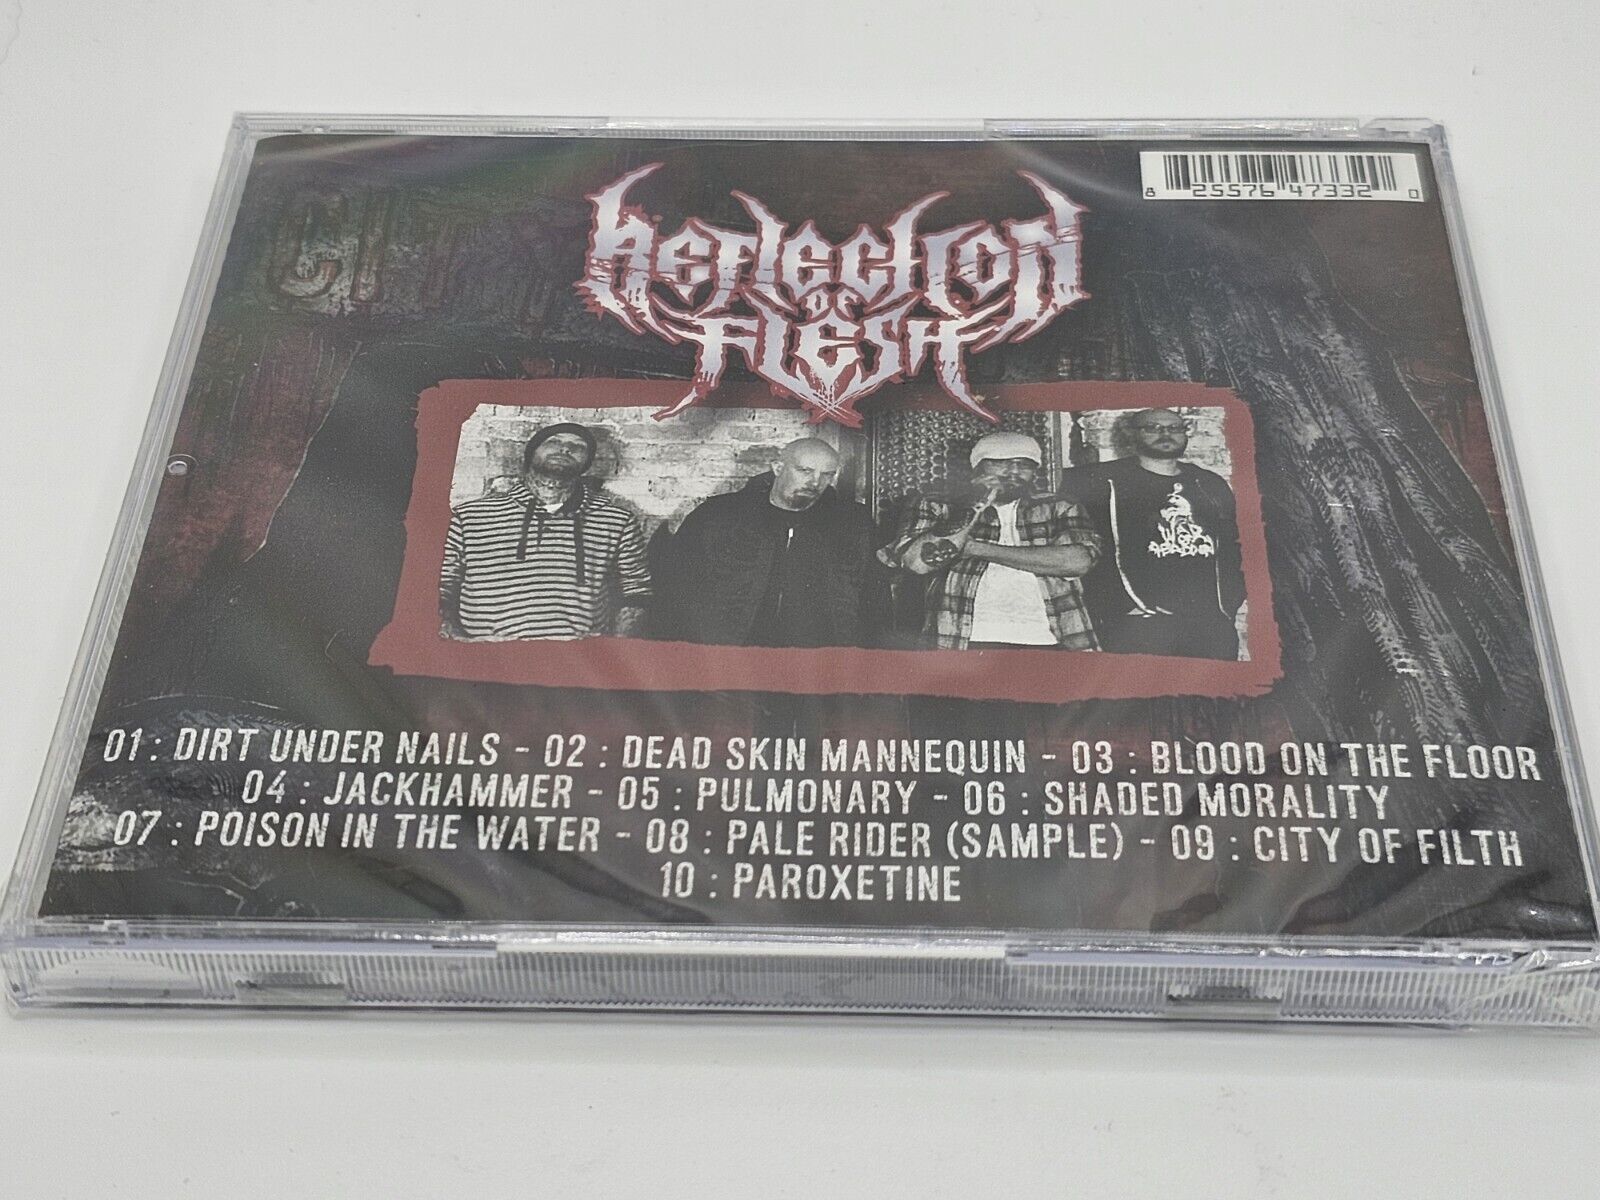 8 25576 47332 0
REFLECTION
OF
FLESH
01 : DIRT UNDER NAILS - 02 : DEAD SKIN MANNEQUIN - 03 : BLOOD ON THE FLOOR
04 : JACKHAMMER - 05 : PULMONARY - 06 : SHADED MORALITY
07 : POISON IN THE WATER - 08 : PALE RIDER (SAMPLE) - 09 : CITY OF FILTH
10 : PAROXETINE